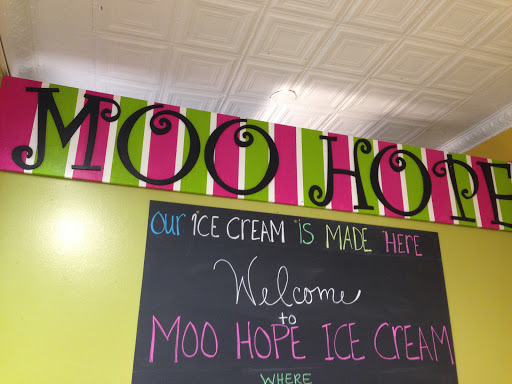 MOO HOPE
our ICE CREAM iS MADE HERE
Welcome
to
MOO HOPE ICE CREAM
WHERE